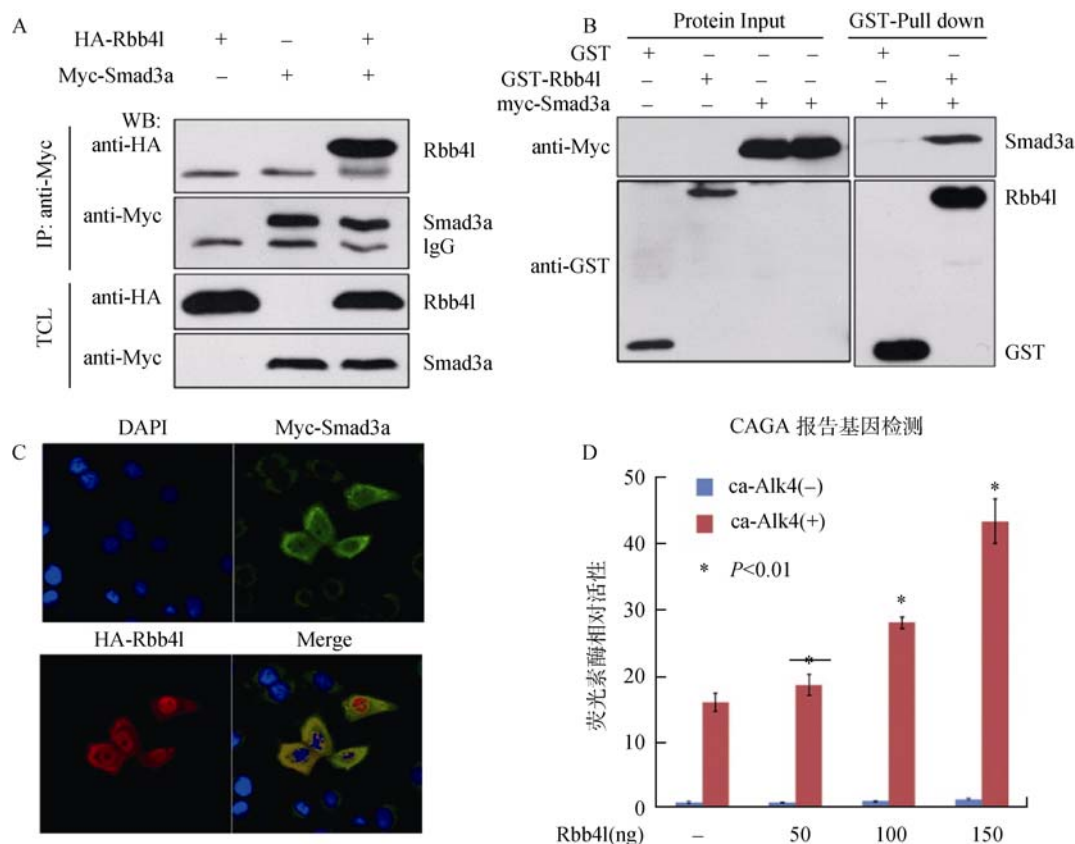 A
HA-Rbb4l + – +
Myc-Smad3a – + +
WB:
IP: anti-Myc
anti-HA Rbb4l
anti-Myc Smad3a
IgG
TCL
anti-HA Rbb4l
anti-Myc Smad3a
B
Protein Input GST-Pull down
GST + – – – + –
GST-Rbb4l – + – – – +
myc-Smad3a – – + + + +
anti-Myc Smad3a
Rbb4l
anti-GST
GST
C
DAPI Myc-Smad3a
HA-Rbb4l Merge
CAGA 报告基因检测
D
ca-Alk4(–)
ca-Alk4(+)
* P<0.01
荧光素酶相对活性
50
40
30
20
10
0
* * *
Rbb4l(ng) – 50 100 150